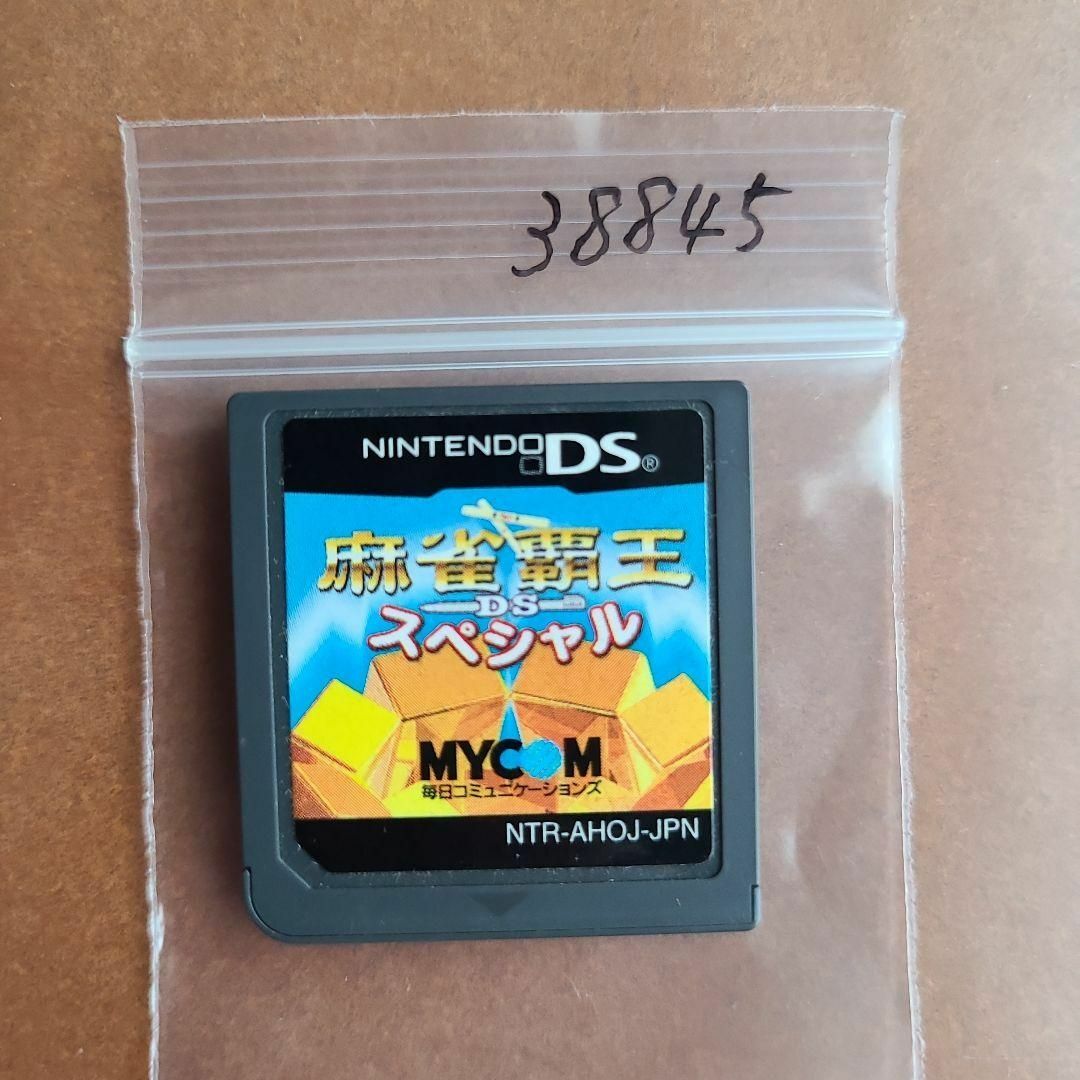 38845
NINTENDO DS®
麻雀覇王
DS
スペシャル
MYCOM
毎日コミュニケーションズ
NTR-AHOJ-JPN